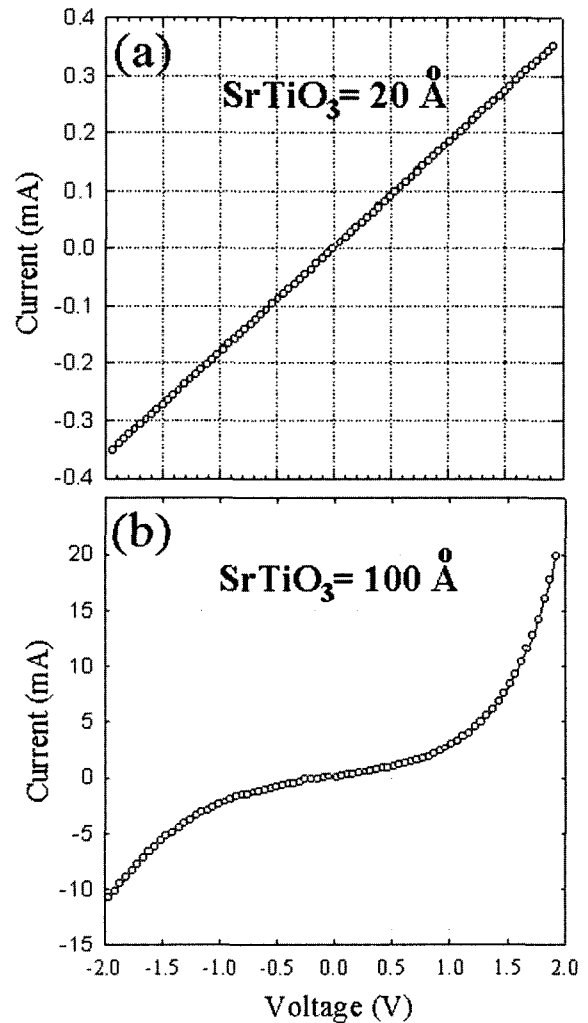 (a)
SrTiO₃= 20 Å
0.4
0.3
0.2
0.1
0.0
-0.1
-0.2
-0.3
-0.4
Current (mA)
(b)
SrTiO₃= 100 Å
20
15
10
5
0
-5
-10
-15
Current (mA)
-2.0 -1.5 -1.0 -0.5 0.0 0.5 1.0 1.5 2.0
Voltage (V)